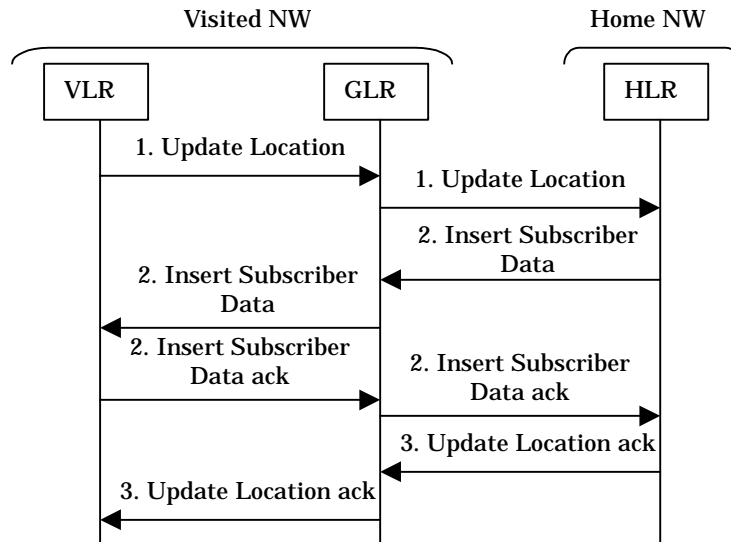 Visited NW
Home NW
VLR
GLR
HLR
1. Update Location
1. Update Location
2. Insert Subscriber
Data
2. Insert Subscriber
Data
2. Insert Subscriber
Data ack
2. Insert Subscriber
Data ack
3. Update Location ack
3. Update Location ack